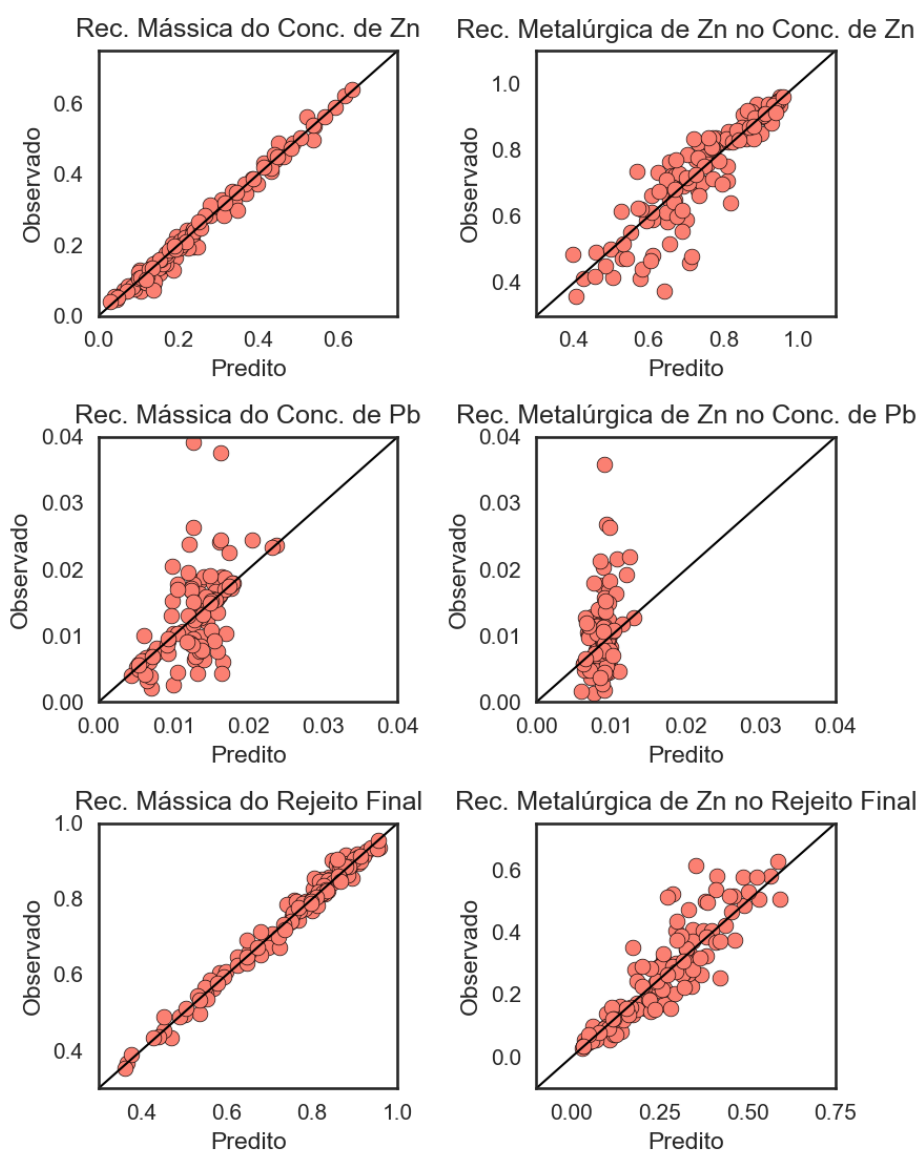 Rec. Mássica do Conc. de Zn
Observado
0.6
0.4
0.2
0.0
0.0 0.2 0.4 0.6
Predito
Rec. Metalúrgica de Zn no Conc. de Zn
Observado
1.0
0.8
0.6
0.4
0.4 0.6 0.8 1.0
Predito
Rec. Mássica do Conc. de Pb
Observado
0.04
0.03
0.02
0.01
0.00
0.00 0.01 0.02 0.03 0.04
Predito
Rec. Metalúrgica de Zn no Conc. de Pb
Observado
0.04
0.03
0.02
0.01
0.00
0.00 0.01 0.02 0.03 0.04
Predito
Rec. Mássica do Rejeito Final
Observado
1.0
0.8
0.6
0.4
0.4 0.6 0.8 1.0
Predito
Rec. Metalúrgica de Zn no Rejeito Final
Observado
0.6
0.4
0.2
0.0
0.00 0.25 0.50 0.75
Predito